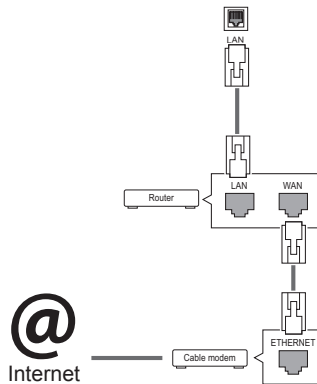 LAN
LAN WAN
Router
ETHERNET
@
Internet
Cable modem